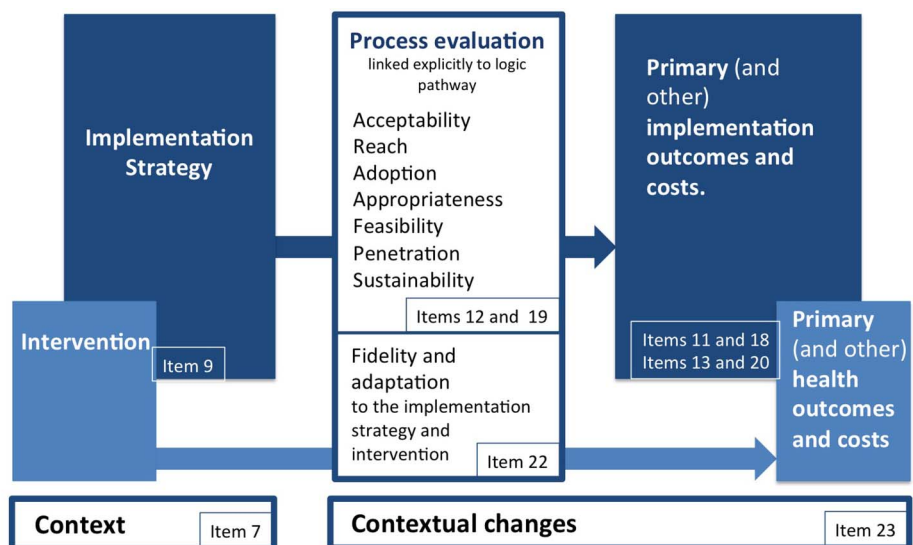 Implementation
Strategy
Intervention
Item 9
Process evaluation
linked explicitly to logic
pathway
Acceptability
Reach
Adoption
Appropriateness
Feasibility
Penetration
Sustainability
Items 12 and 19
Fidelity and
adaptation
to the implementation
strategy and
intervention
Item 22
Primary (and
other)
implementation
outcomes and
costs.
Items 11 and 18
Items 13 and 20
Primary
(and other)
health
outcomes
and costs
Context
Item 7
Contextual changes
Item 23